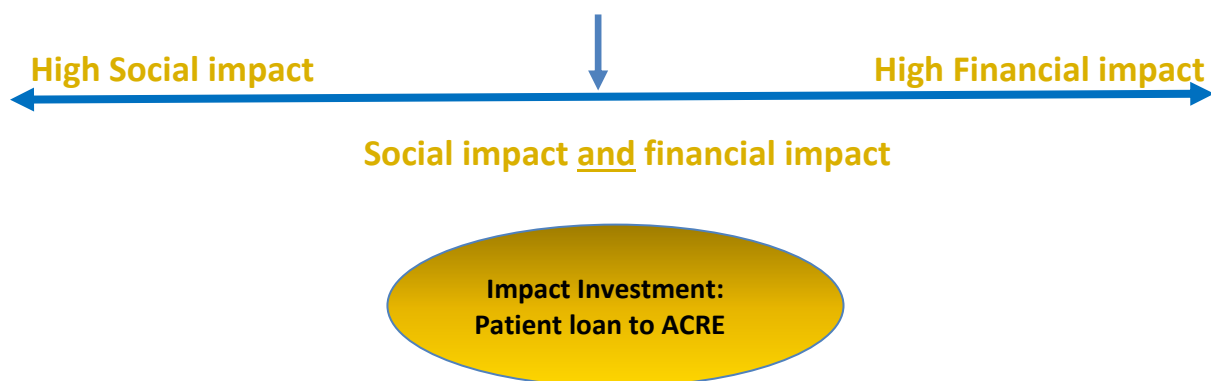 High Social impact
High Financial impact
Social impact and financial impact
Impact Investment:
Patient loan to ACRE